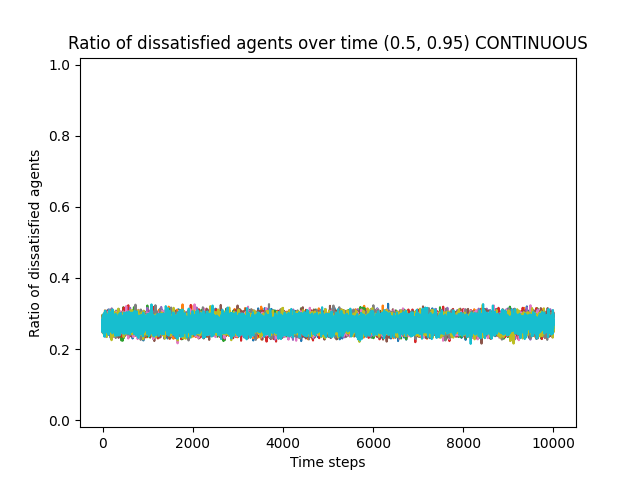 Ratio of dissatisfied agents over time (0.5, 0.95) CONTINUOUS
1.0
0.8
0.6
0.4
0.2
0.0
Ratio of dissatisfied agents
0 2000 4000 6000 8000 10000
Time steps